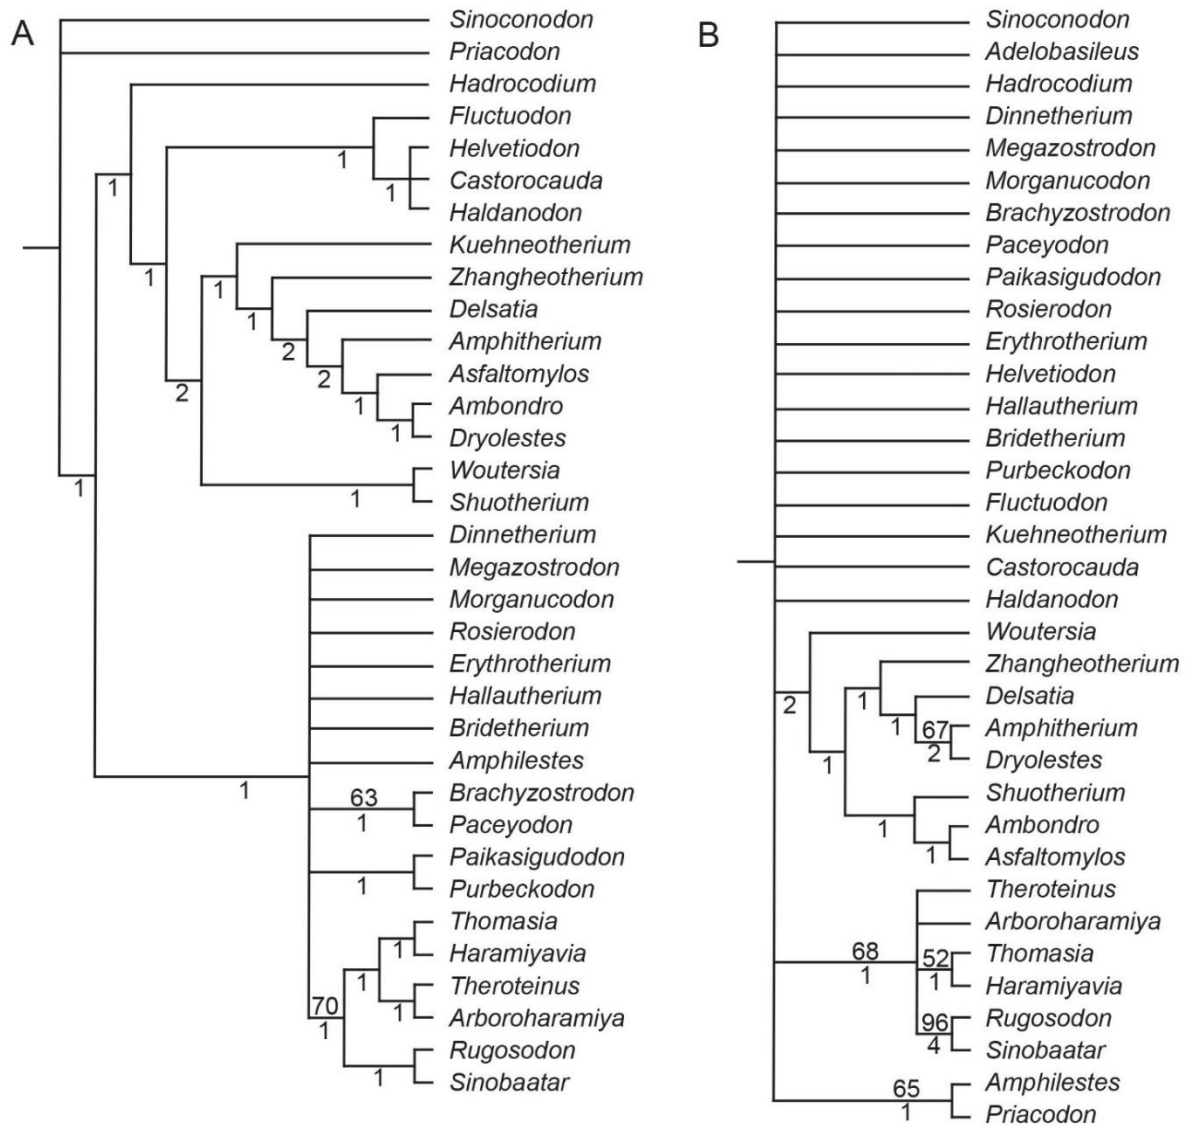 A
Sinoconodon
Priacodon
Hadrocodium
Fluctuodon
Helvetiodon
1
Castorocauda
1
1
Haldanodon
Kuehneotherium
1
Zhangheotherium
1
Delsatia
1
Amphitherium
2
Asfaltomylos
2
2
Ambondro
1
Dryolestes
1
Woutersia
1
Shuotherium
1
Dinnetherium
Megazostrodon
Morganucodon
Rosierodon
Erythrotherium
Hallautherium
Bridetherium
Amphilestes
1
63
Brachyzostrodon
1
Paceyodon
Paikasigudodon
1
Purbeckodon
Thomasia
1
Haramiyavia
1
Theroteinus
70
1
Arboroharamiya
1
Rugosodon
1
Sinobaatar
B
Sinoconodon
Adelobasileus
Hadrocodium
Dinnetherium
Megazostrodon
Morganucodon
Brachyzostrodon
Paceyodon
Paikasigudodon
Rosierodon
Erythrotherium
Helvetiodon
Hallautherium
Bridetherium
Purbeckodon
Fluctuodon
Kuehneotherium
Castorocauda
Haldanodon
Woutersia
Zhangheotherium
2
1
Delsatia
1
67
Amphitherium
2
Dryolestes
1
Shuotherium
1
Ambondro
1
Asfaltomylos
Theroteinus
Arboroharamiya
68
1
52
Thomasia
1
Haramiyavia
96
Rugosodon
4
Sinobaatar
65
Amphilestes
1
Priacodon